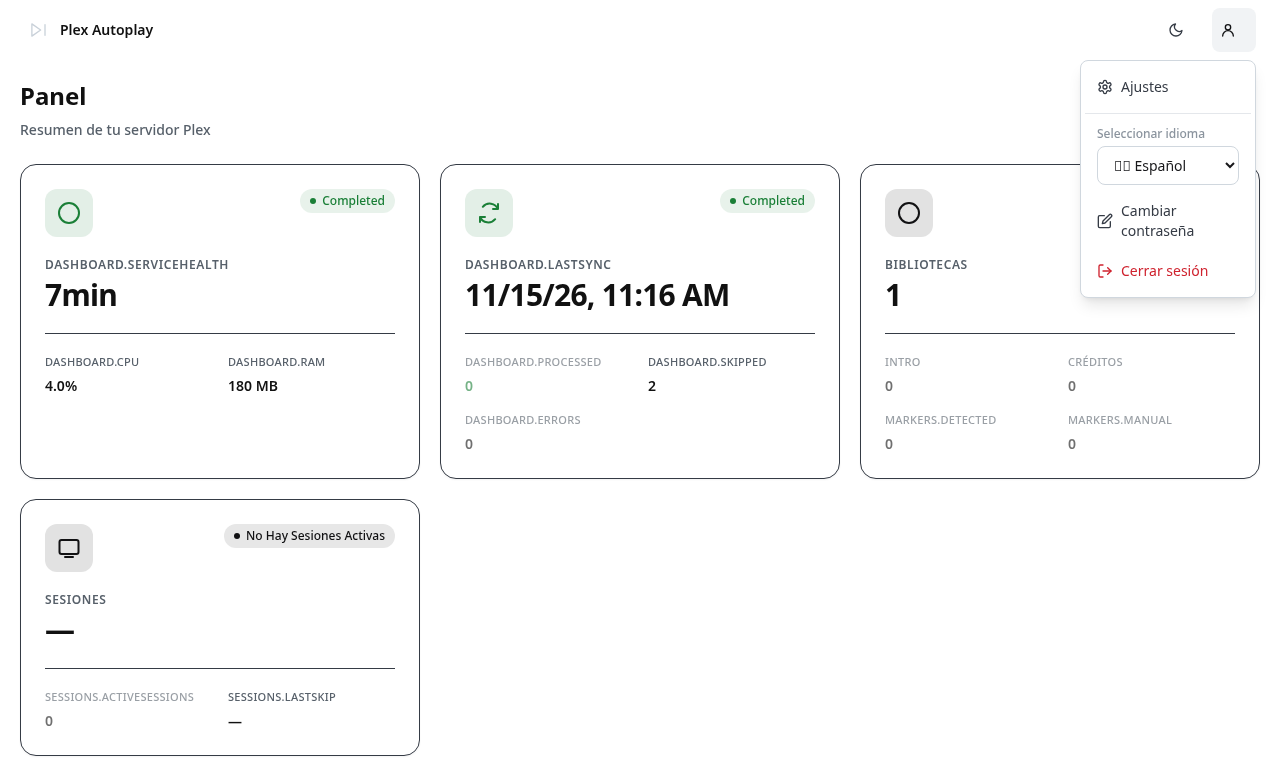 Plex Autoplay
Ajustes
Seleccionar idioma
Español
Cambiar
contraseña
Cerrar sesión
Panel
Resumen de tu servidor Plex
Completed
DASHBOARD.SERVICEHEALTH
7min
DASHBOARD.CPU
4.0%
DASHBOARD.RAM
180 MB
Completed
DASHBOARD.LASTSYNC
11/15/26, 11:16 AM
DASHBOARD.PROCESSED
0
DASHBOARD.SKIPPED
2
DASHBOARD.ERRORS
0
BIBLIOTECAS
1
INTRO
0
CRÉDITOS
0
MARKERS.DETECTED
0
MARKERS.MANUAL
0
No Hay Sesiones Activas
SESIONES
—
SESSIONS.ACTIVESESSIONS
0
SESSIONS.LASTSKIP
—